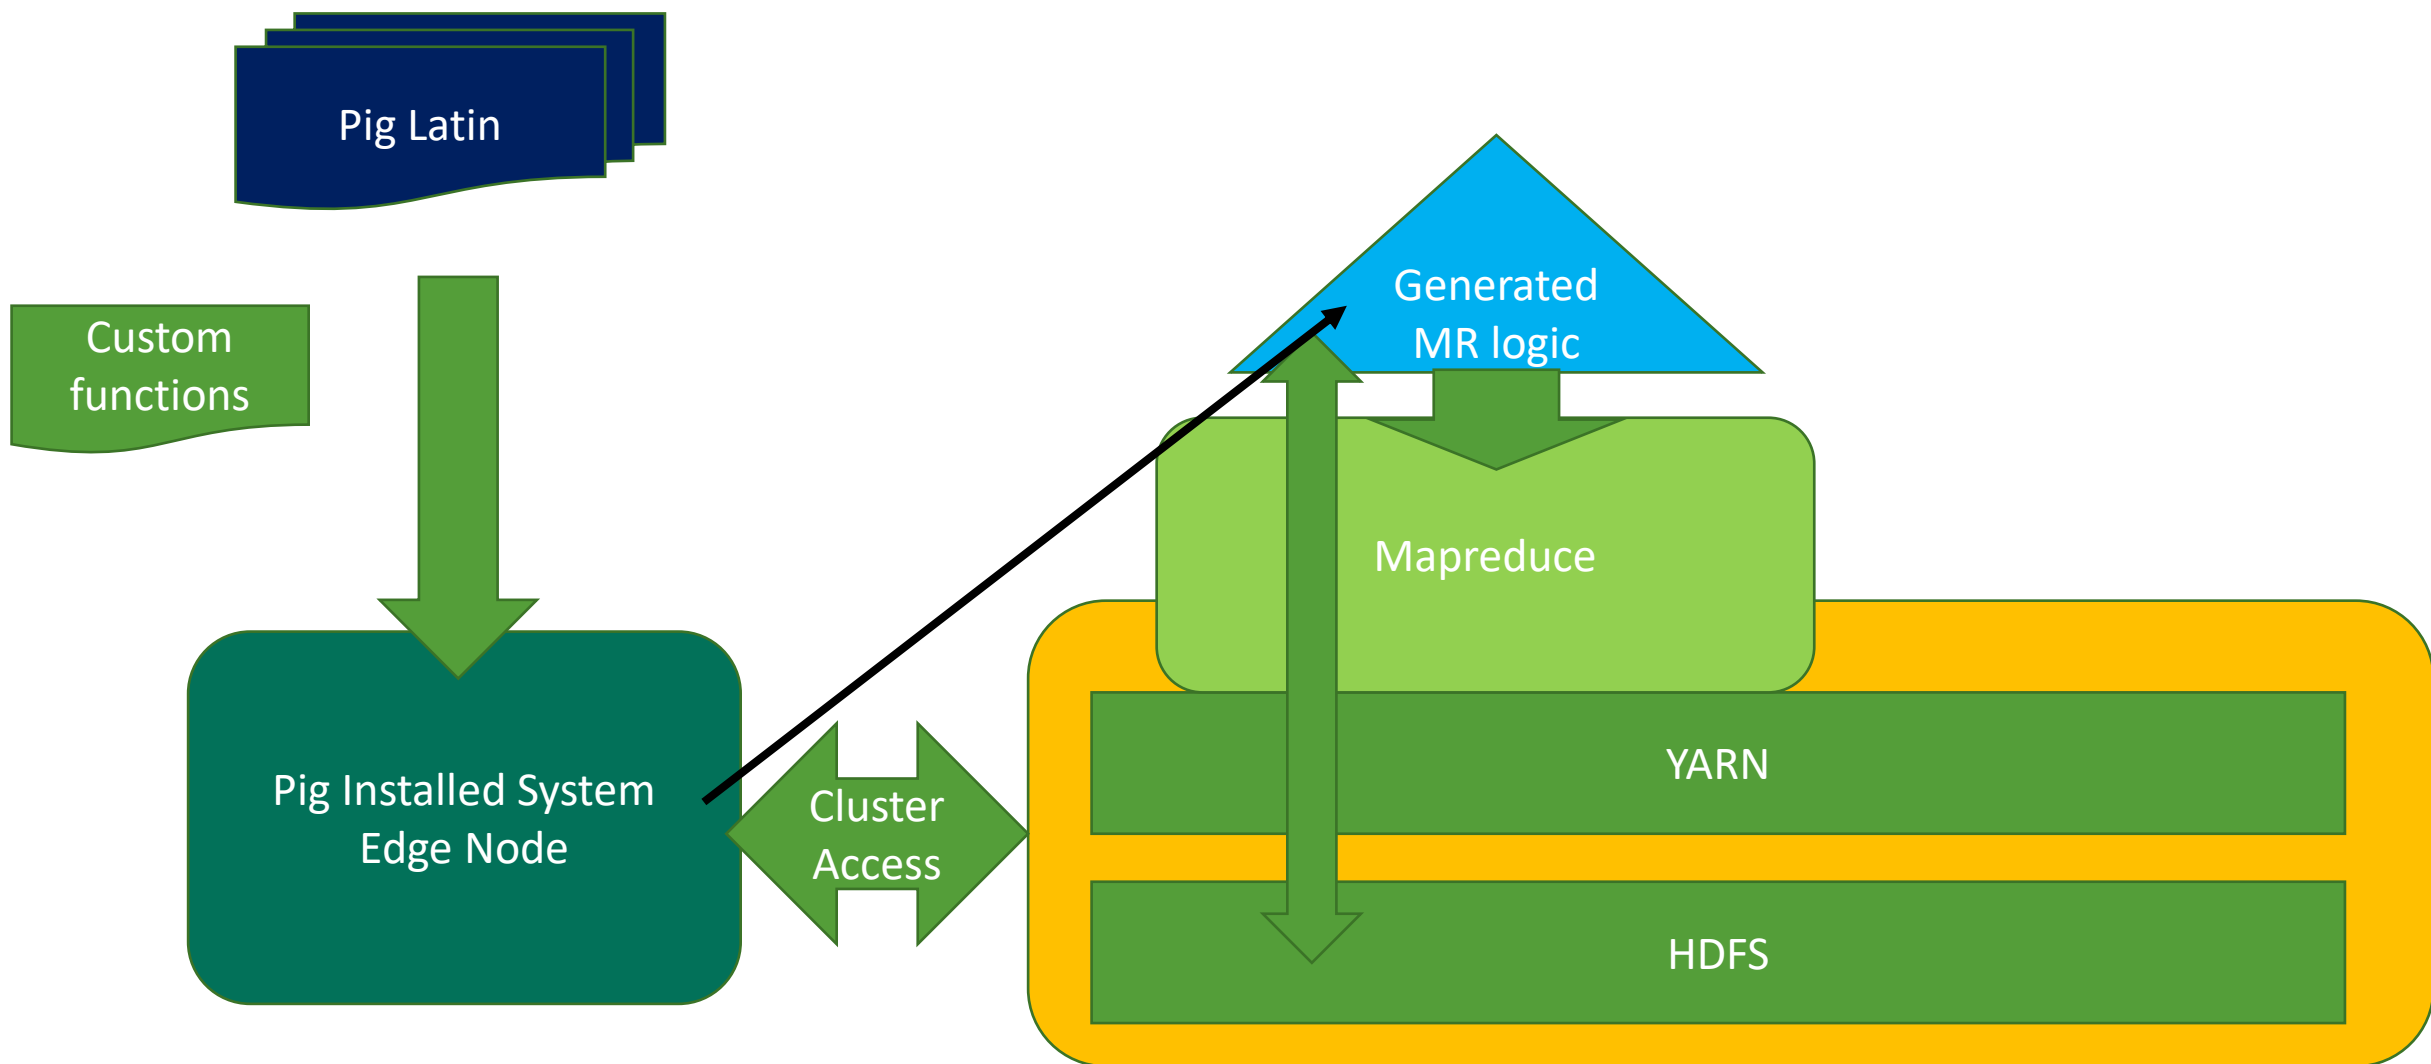 Pig Latin
Custom
functions
Generated
MR logic
Mapreduce
Pig Installed System
Edge Node
Cluster
Access
YARN
HDFS